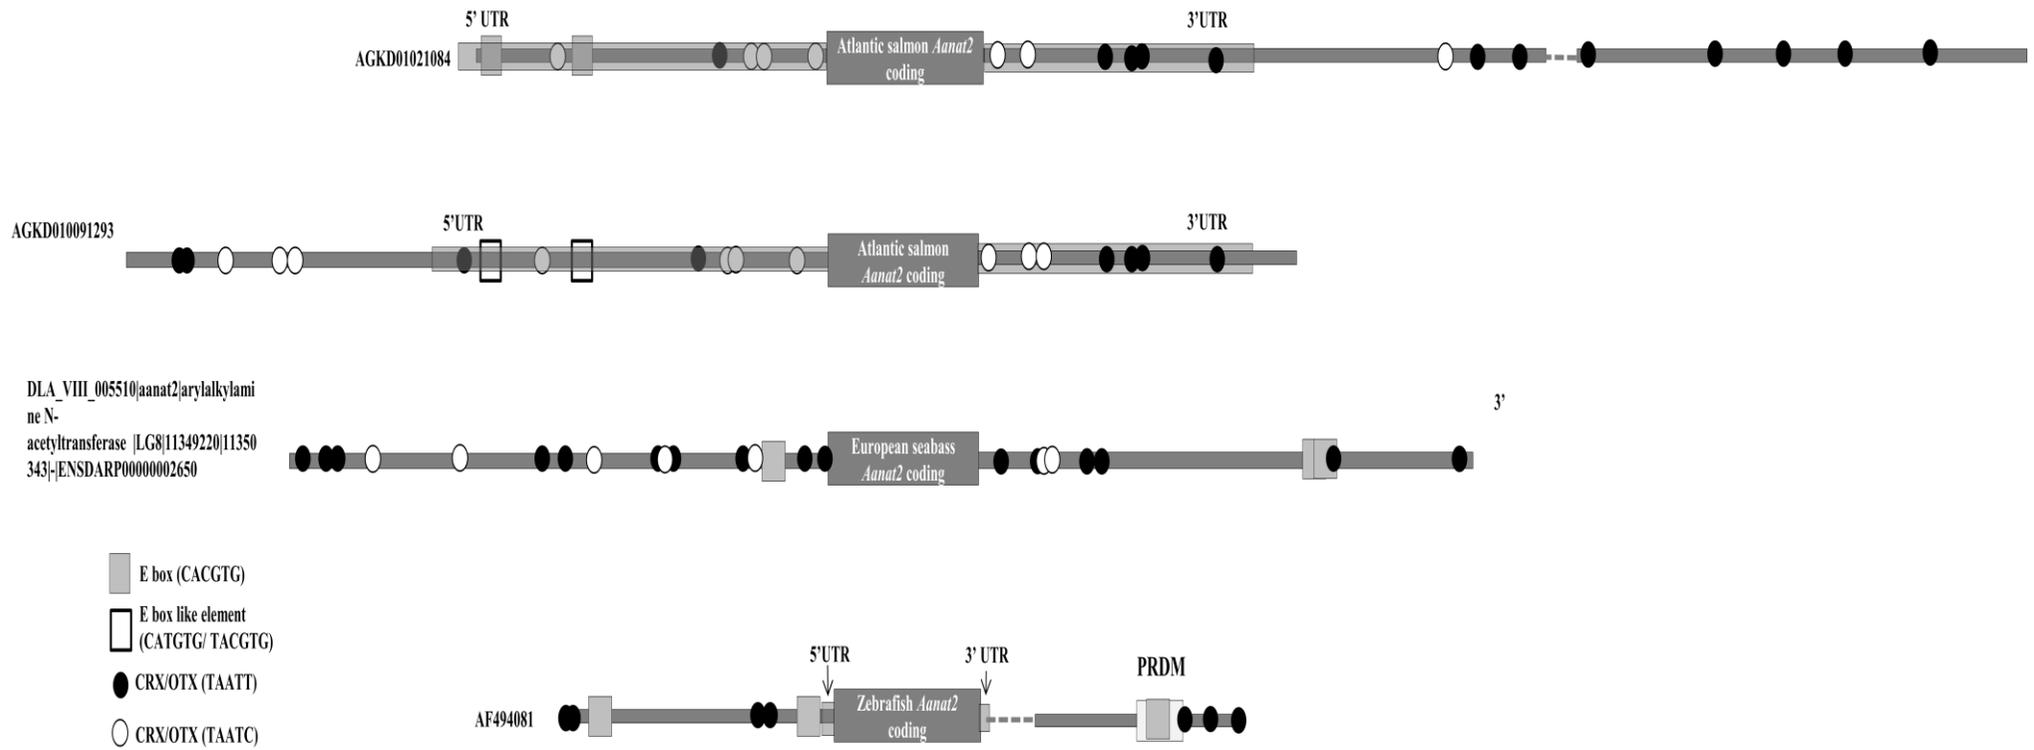 5’ UTR
3’UTR
AGKD01021084
Atlantic salmon Aanat2
coding
AGKD010091293
5’UTR
3’UTR
Atlantic salmon
Aanat2 coding
DLA_VIII_005510|aanat2|arylalkylami
ne N-
acetyltransferase |LG8|11349220|11350
343|-|ENSDARP00000002650
3’
European seabass
Aanat2 coding
E box (CACGTG)
E box like element
(CATGTG/ TACGTG)
CRX/OTX (TAATT)
CRX/OTX (TAATC)
5’UTR
3’ UTR
PRDM
AF494081
Zebrafish Aanat2
coding